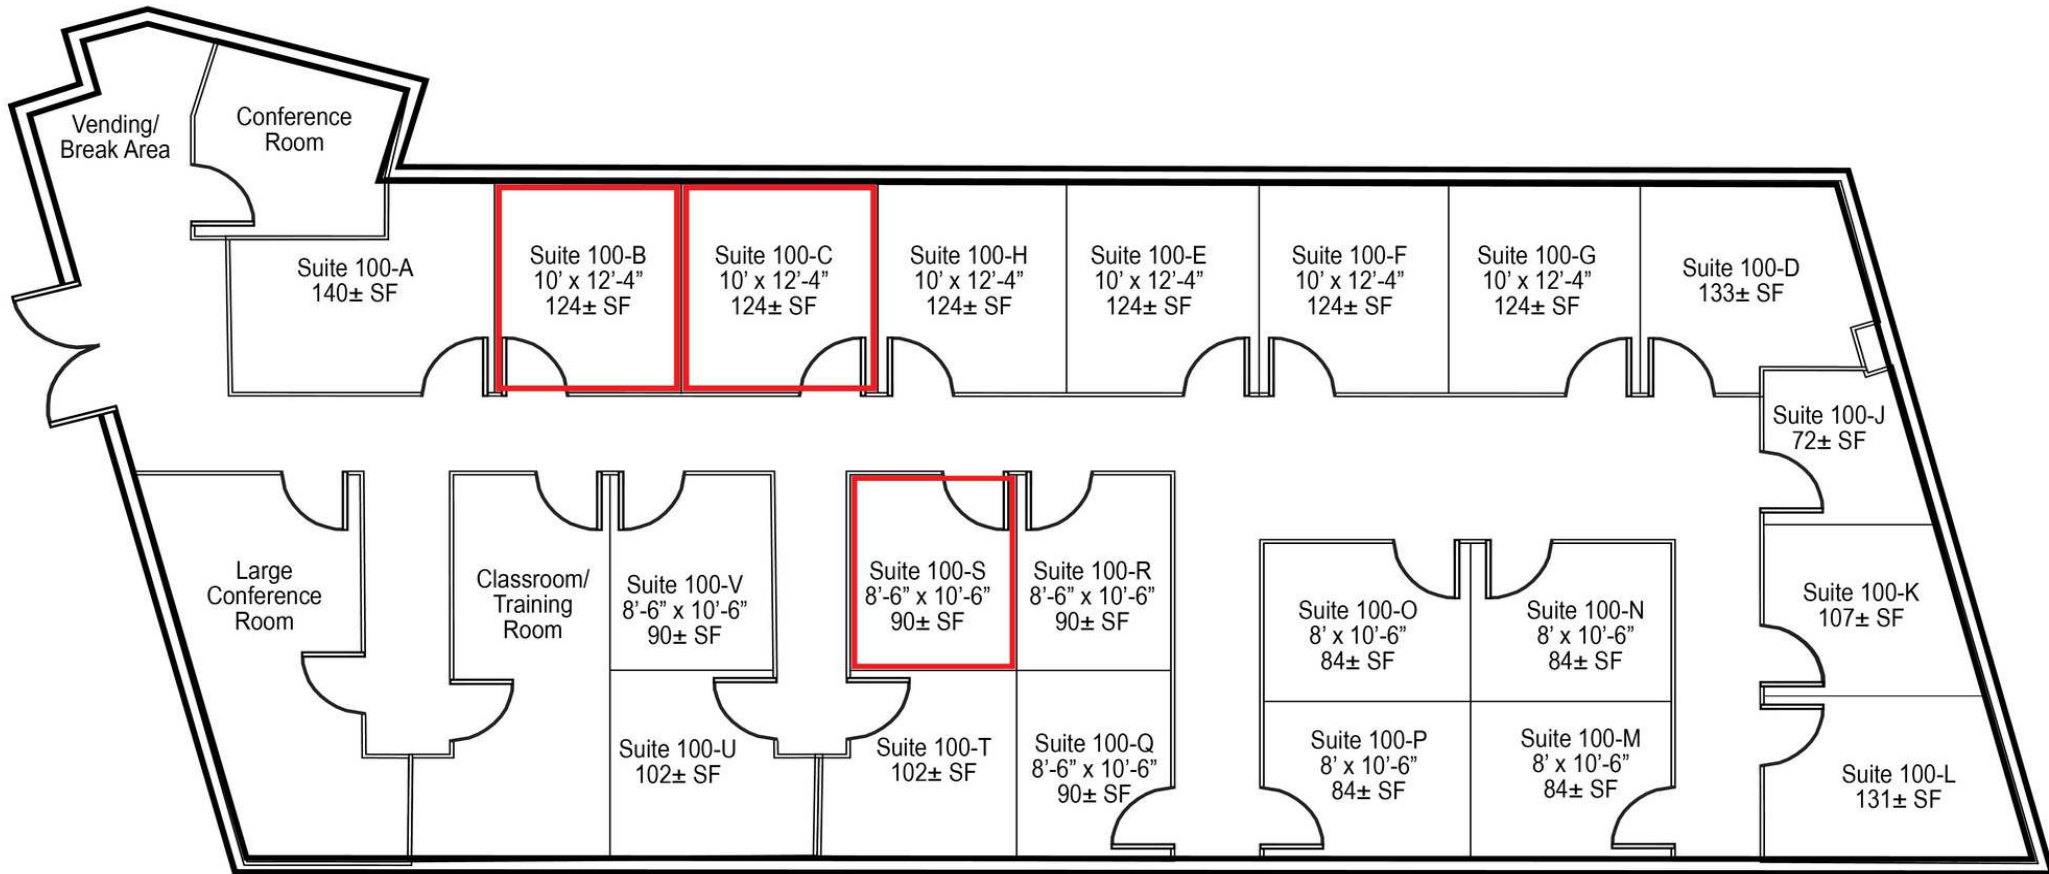 Vending/
Break Area
Conference
Room
Suite 100-A
140± SF
Suite 100-B
10’ x 12’-4”
124± SF
Suite 100-C
10’ x 12’-4”
124± SF
Suite 100-H
10’ x 12’-4”
124± SF
Suite 100-E
10’ x 12’-4”
124± SF
Suite 100-F
10’ x 12’-4”
124± SF
Suite 100-G
10’ x 12’-4”
124± SF
Suite 100-D
133± SF
Suite 100-J
72± SF
Large
Conference
Room
Classroom/
Training
Room
Suite 100-V
8’-6” x 10’-6”
90± SF
Suite 100-S
8’-6” x 10’-6”
90± SF
Suite 100-R
8’-6” x 10’-6”
90± SF
Suite 100-O
8’ x 10’-6”
84± SF
Suite 100-N
8’ x 10’-6”
84± SF
Suite 100-K
107± SF
Suite 100-U
102± SF
Suite 100-T
102± SF
Suite 100-Q
8’-6” x 10’-6”
90± SF
Suite 100-P
8’ x 10’-6”
84± SF
Suite 100-M
8’ x 10’-6”
84± SF
Suite 100-L
131± SF